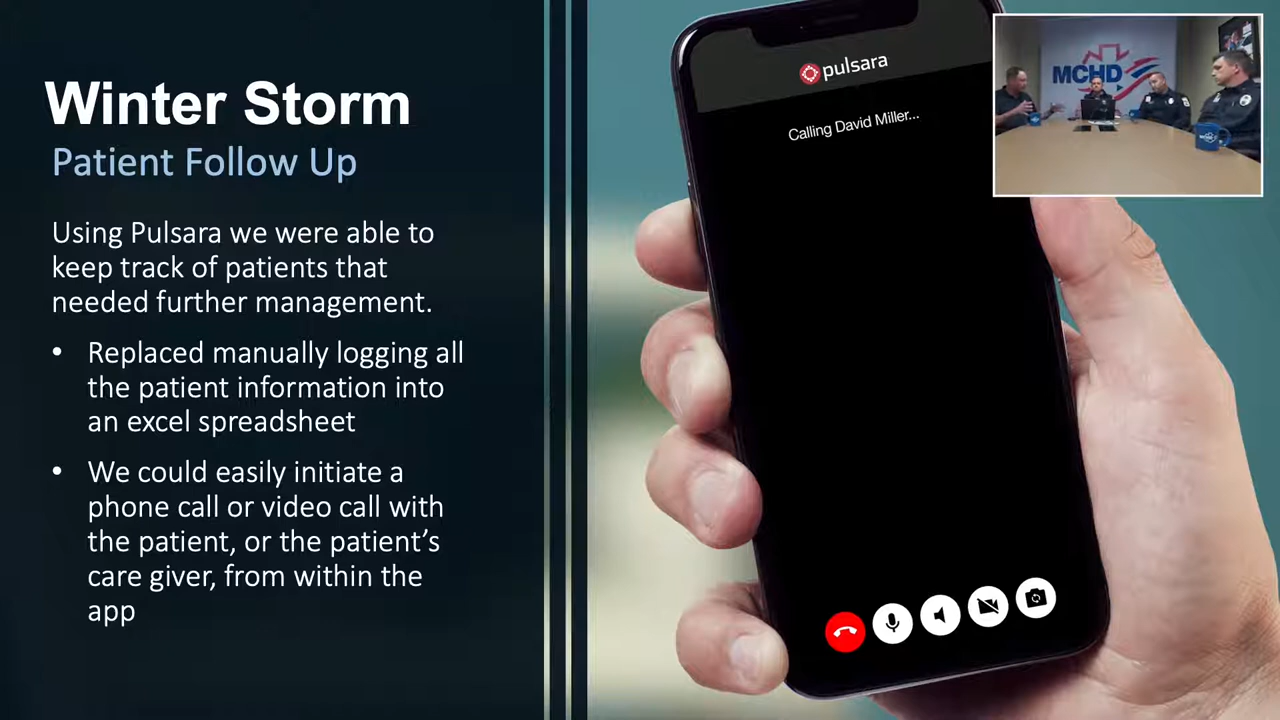 Winter Storm
Patient Follow Up
Using Pulsara we were able to
keep track of patients that
needed further management.
• Replaced manually logging all
the patient information into
an excel spreadsheet
• We could easily initiate a
phone call or video call with
the patient, or the patient’s
care giver, from within the
app
pulsara
Calling David Miller...
MCHD